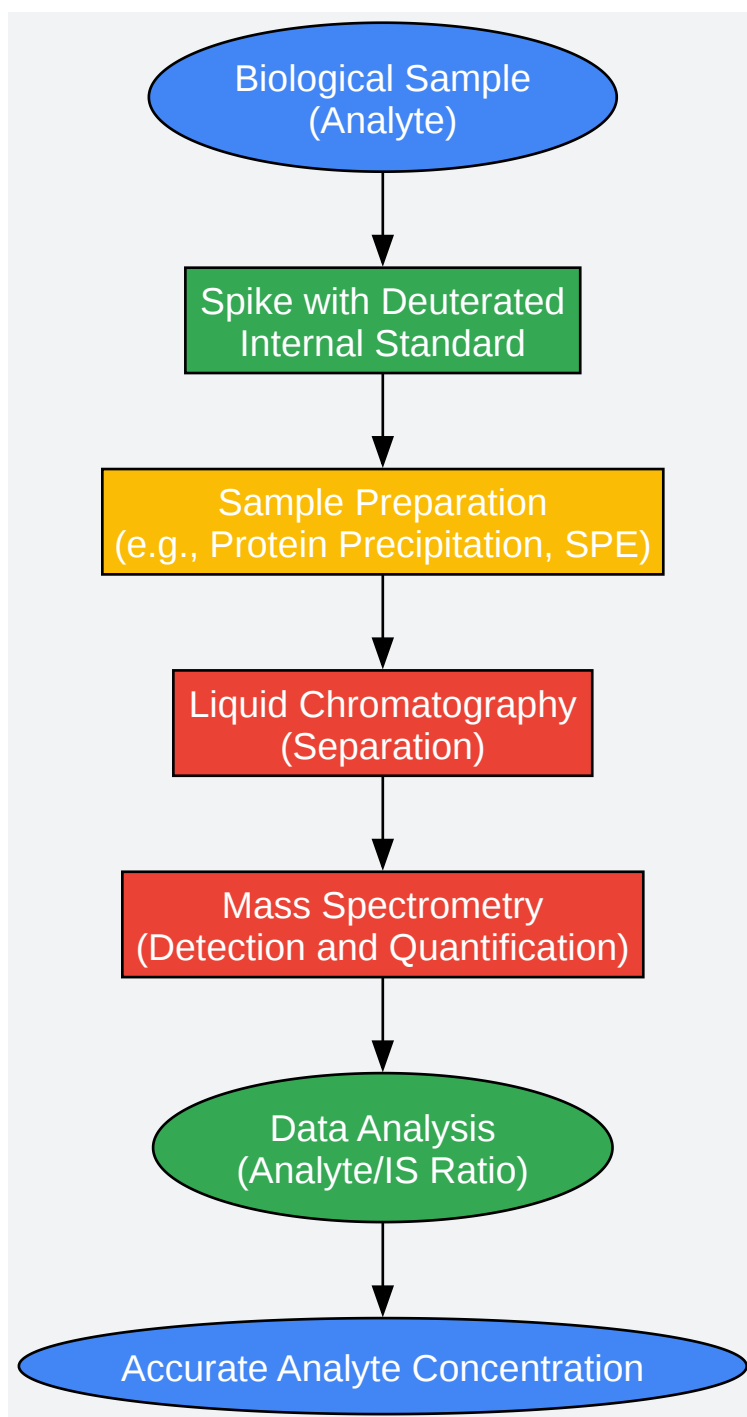 Biological Sample
(Analyte)
Spike with Deuterated
Internal Standard
Sample Preparation
(e.g., Protein Precipitation, SPE)
Liquid Chromatography
(Separation)
Mass Spectrometry
(Detection and Quantification)
Data Analysis
(Analyte/IS Ratio)
Accurate Analyte Concentration